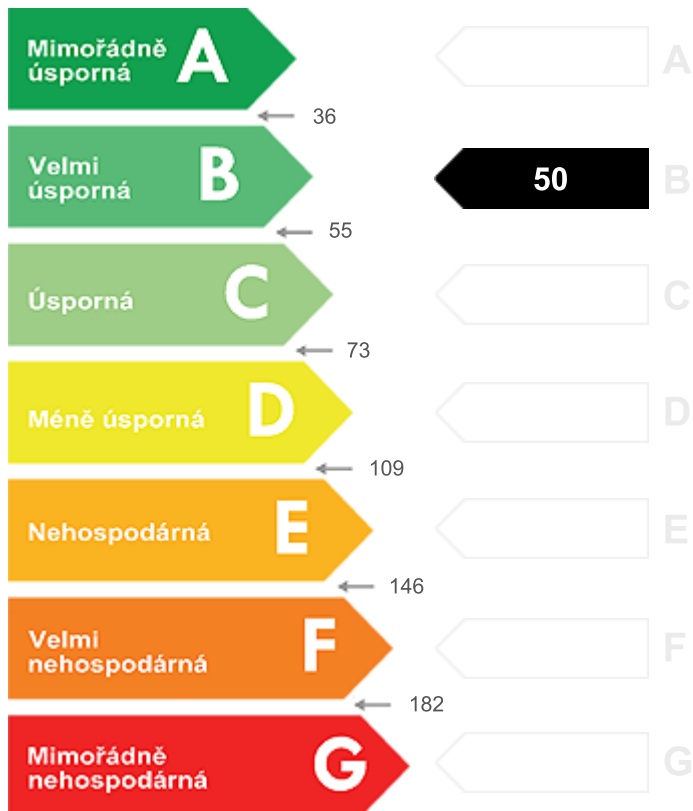 Mimořádně
úsporná
A
A
36
Velmi
úsporná
B
50
B
55
Úsporná
C
C
73
Méně úsporná
D
D
109
Nehospodárná
E
E
146
Velmi
nehospodárná
F
F
182
Mimořádně
nehospodárná
G
G